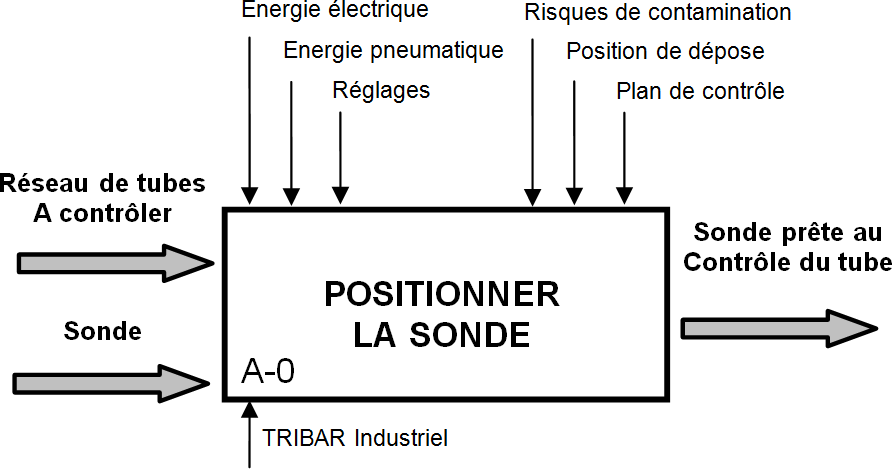 Energie électrique
Risques de contamination
Energie pneumatique
Position de dépose
Réglages
Plan de contrôle
Réseau de tubes
A contrôler
Sonde prête au
Contrôle du tube
POSITIONNER
LA SONDE
Sonde
A-0
TRIBAR Industriel